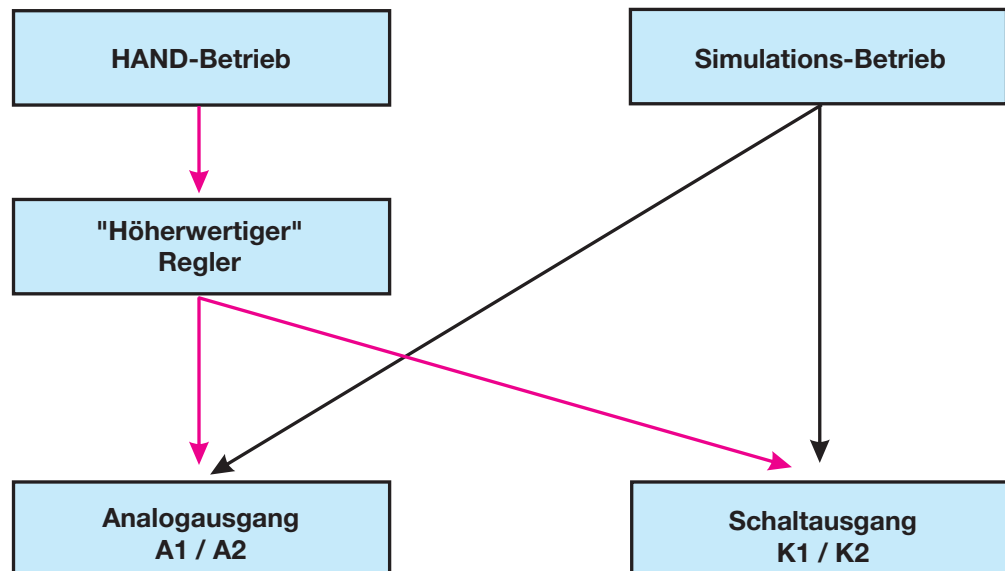 HAND-Betrieb
Simulations-Betrieb
"Höherwertiger"
Regler
Analogausgang
A1 / A2
Schaltausgang
K1 / K2